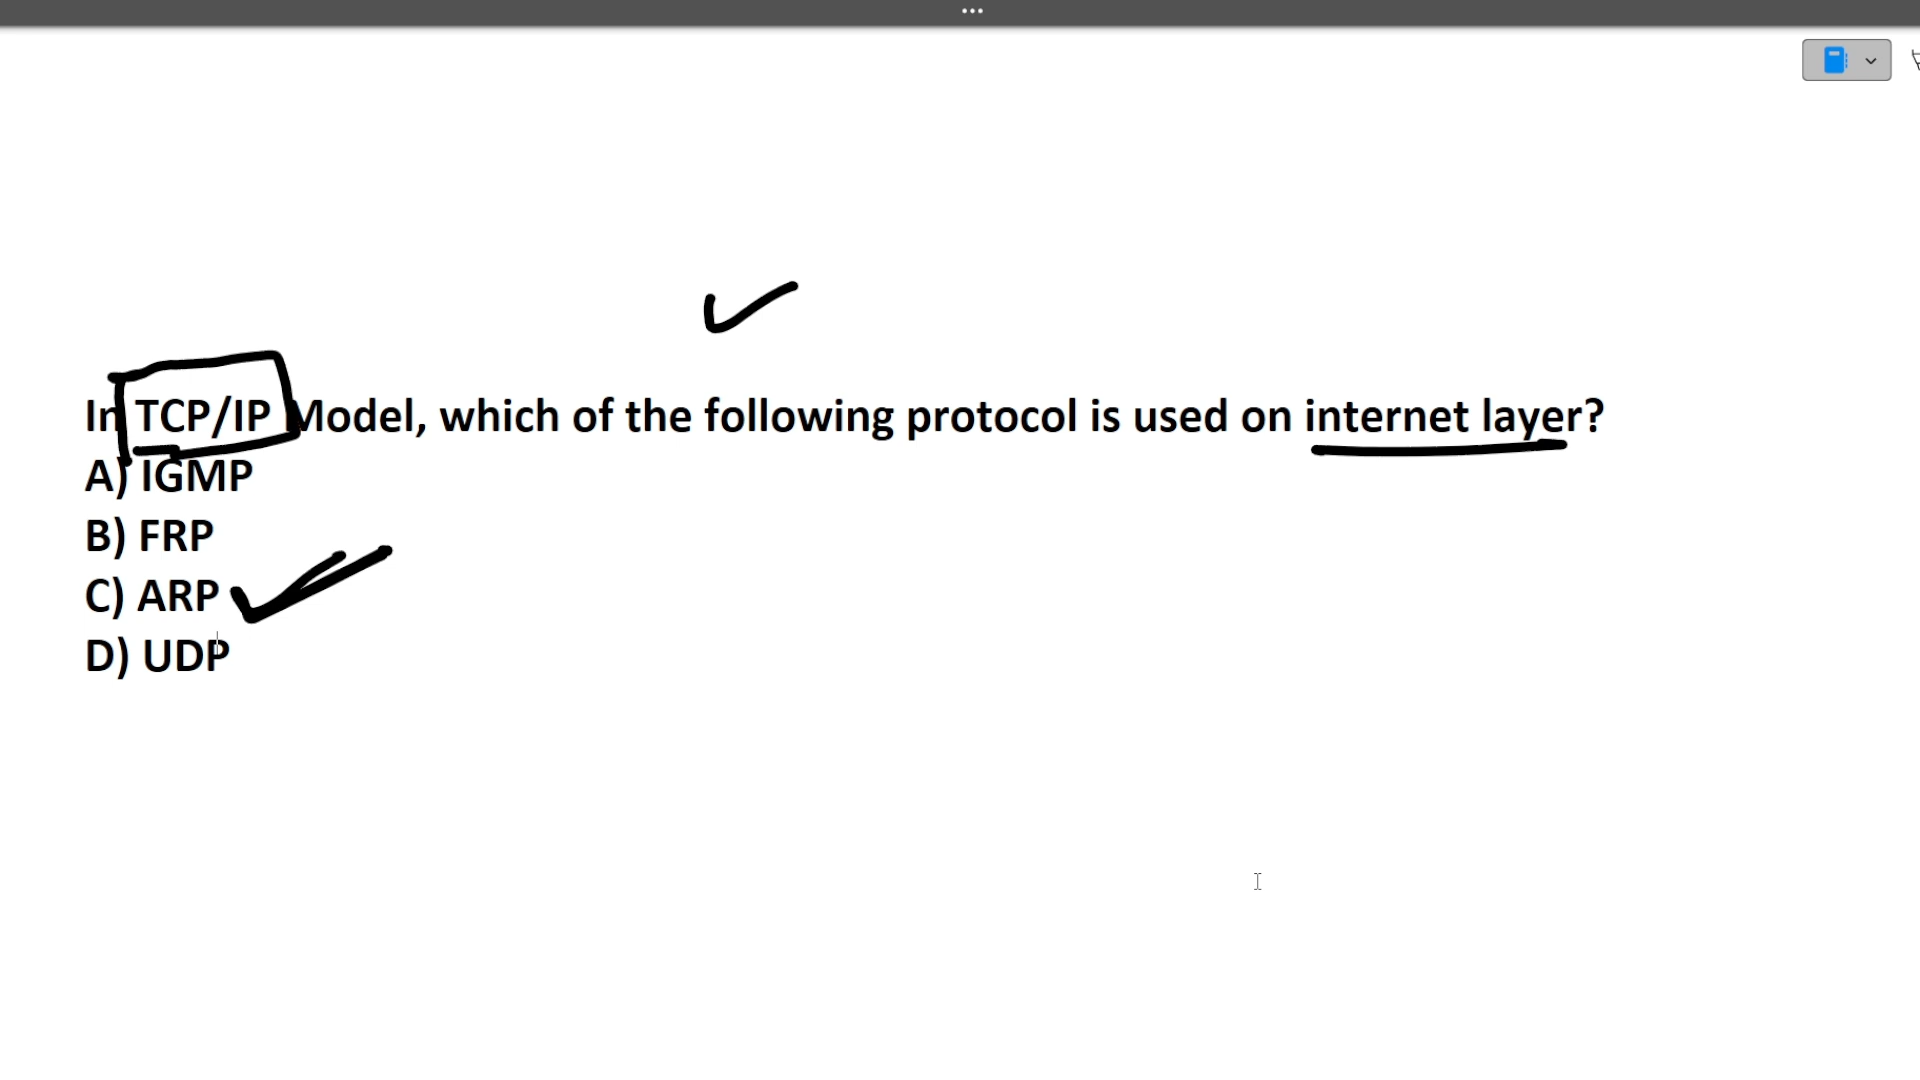 In TCP/IP Model, which of the following protocol is used on internet layer?
A) IGMP
B) FRP
C) ARP
D) UDP